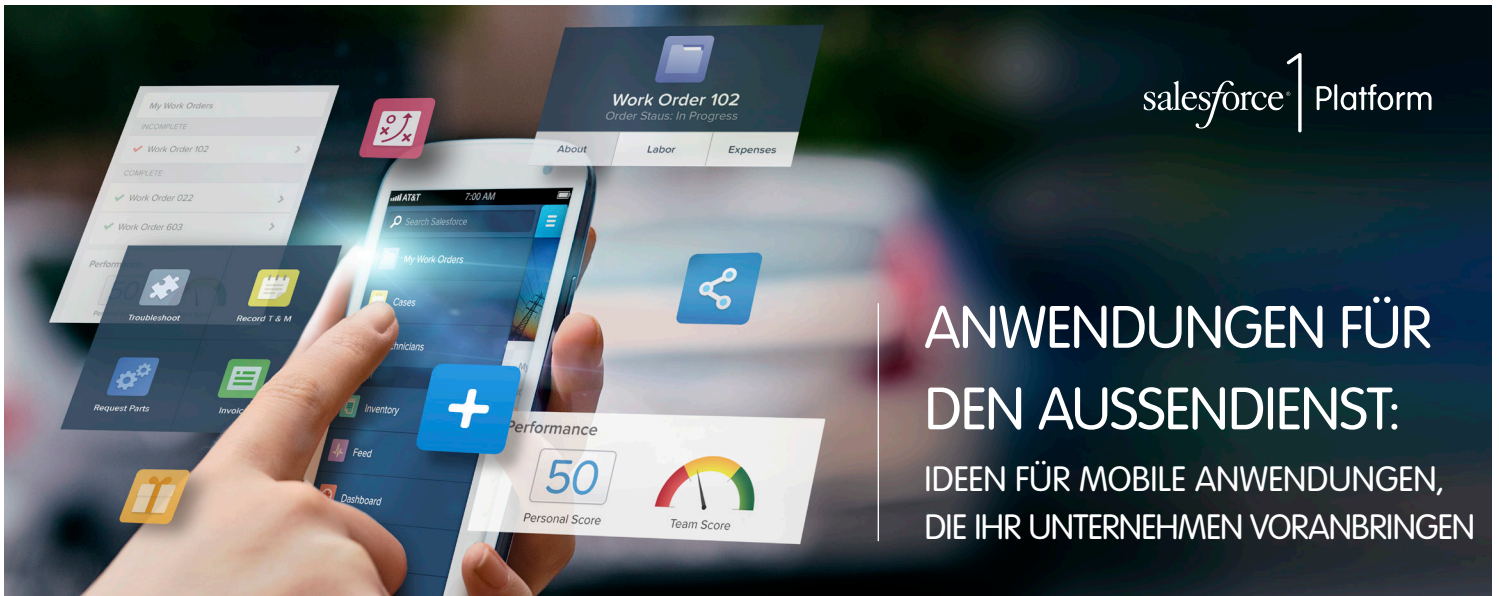 My Work Orders
INCOMPLETE
Work Order 102
COMPLETE
Work Order 022
Work Order 603
Work Order 102
Order Staus: In Progress
About Labor Expenses
salesforce 1 Platform
AT&T 7:00 AM
Search Salesforce
My Work Orders
Cases
Inventory
Feed
Dashboard
Troubleshoot Record T & M
Request Parts
Performance
50
Personal Score Team Score
ANWENDUNGEN FÜR
DEN AUSSENDIENST:
IDEEN FÜR MOBILE ANWENDUNGEN,
DIE IHR UNTERNEHMEN VORANBRINGEN